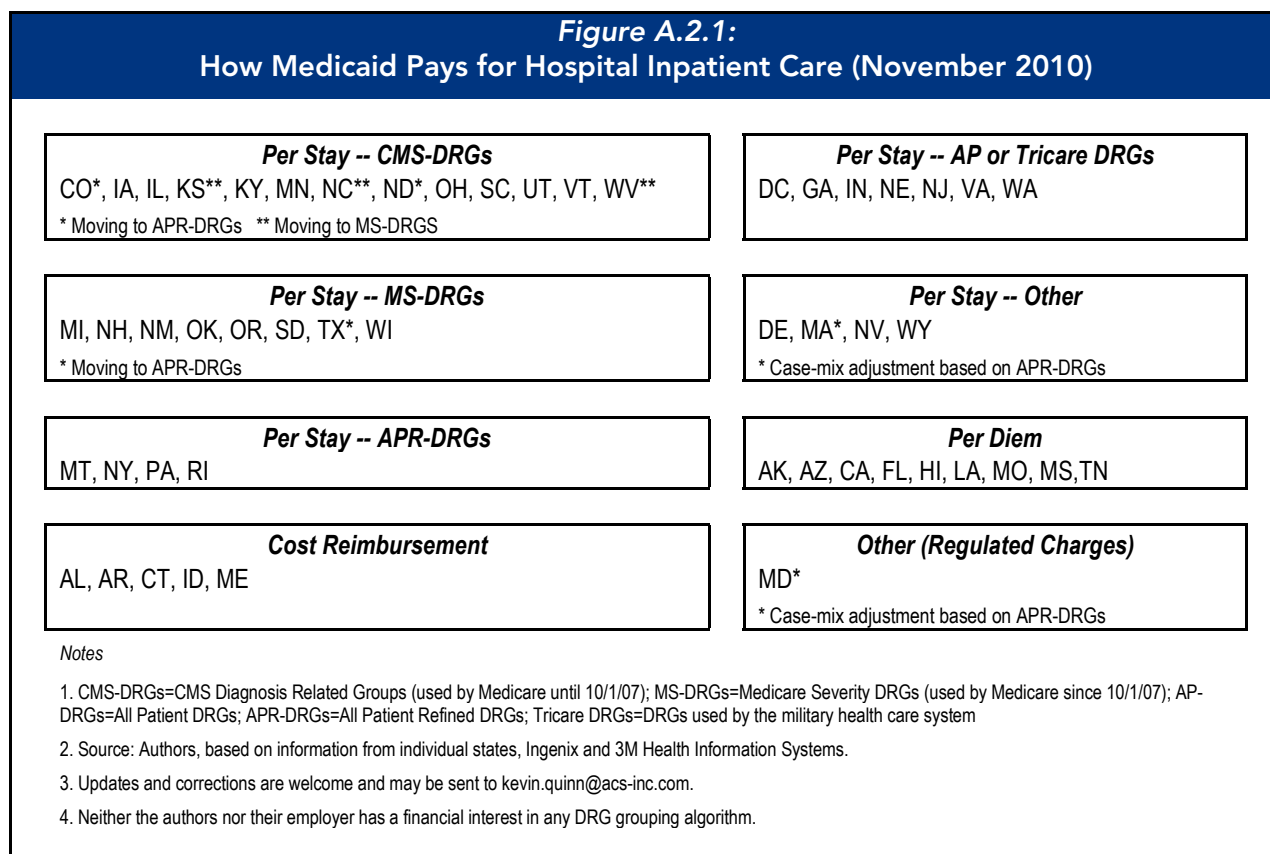 Figure A.2.1:
How Medicaid Pays for Hospital Inpatient Care (November 2010)
Per Stay -- CMS-DRGs
CO*, IA, IL, KS**, KY, MN, NC**, ND*, OH, SC, UT, VT, WV**
* Moving to APR-DRGs ** Moving to MS-DRGS
Per Stay -- AP or Tricare DRGs
DC, GA, IN, NE, NJ, VA, WA
Per Stay -- MS-DRGs
MI, NH, NM, OK, OR, SD, TX*, WI
* Moving to APR-DRGs
Per Stay -- Other
DE, MA*, NV, WY
* Case-mix adjustment based on APR-DRGs
Per Stay -- APR-DRGs
MT, NY, PA, RI
Per Diem
AK, AZ, CA, FL, HI, LA, MO, MS,TN
Cost Reimbursement
AL, AR, CT, ID, ME
Other (Regulated Charges)
MD*
* Case-mix adjustment based on APR-DRGs
Notes
1. CMS-DRGs=CMS Diagnosis Related Groups (used by Medicare until 10/1/07); MS-DRGs=Medicare Severity DRGs (used by Medicare since 10/1/07); AP-
DRGs=All Patient DRGs; APR-DRGs=All Patient Refined DRGs; Tricare DRGs=DRGs used by the military health care system
2. Source: Authors, based on information from individual states, Ingenix and 3M Health Information Systems.
3. Updates and corrections are welcome and may be sent to kevin.quinn@acs-inc.com.
4. Neither the authors nor their employer has a financial interest in any DRG grouping algorithm.